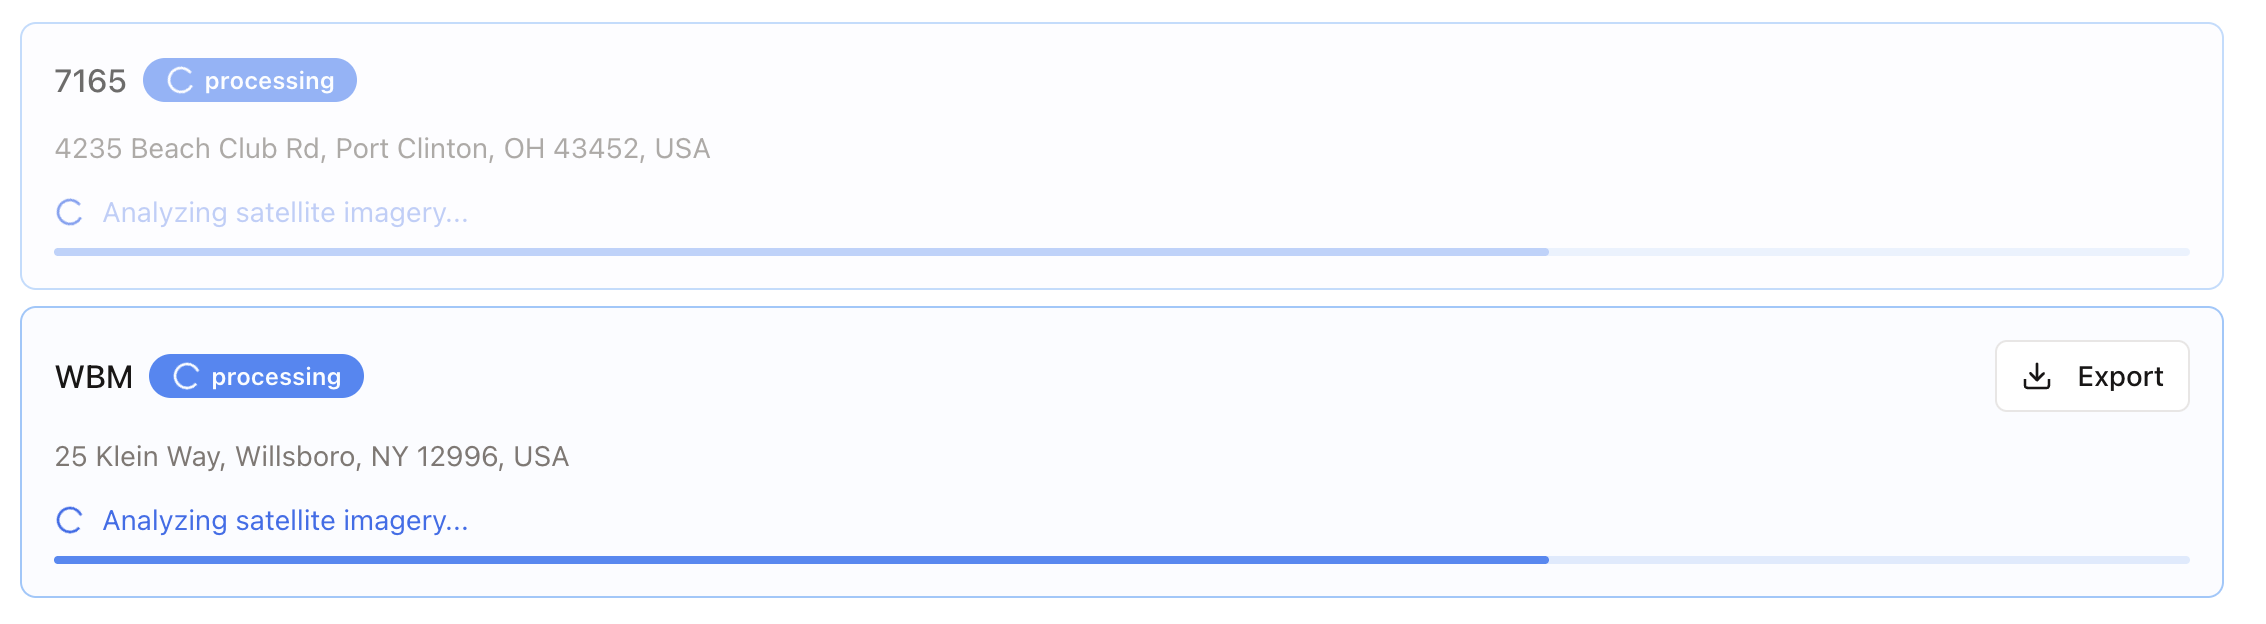 7165 processing
4235 Beach Club Rd, Port Clinton, OH 43452, USA
Analyzing satellite imagery...
WBM processing Export
25 Klein Way, Willsboro, NY 12996, USA
Analyzing satellite imagery...